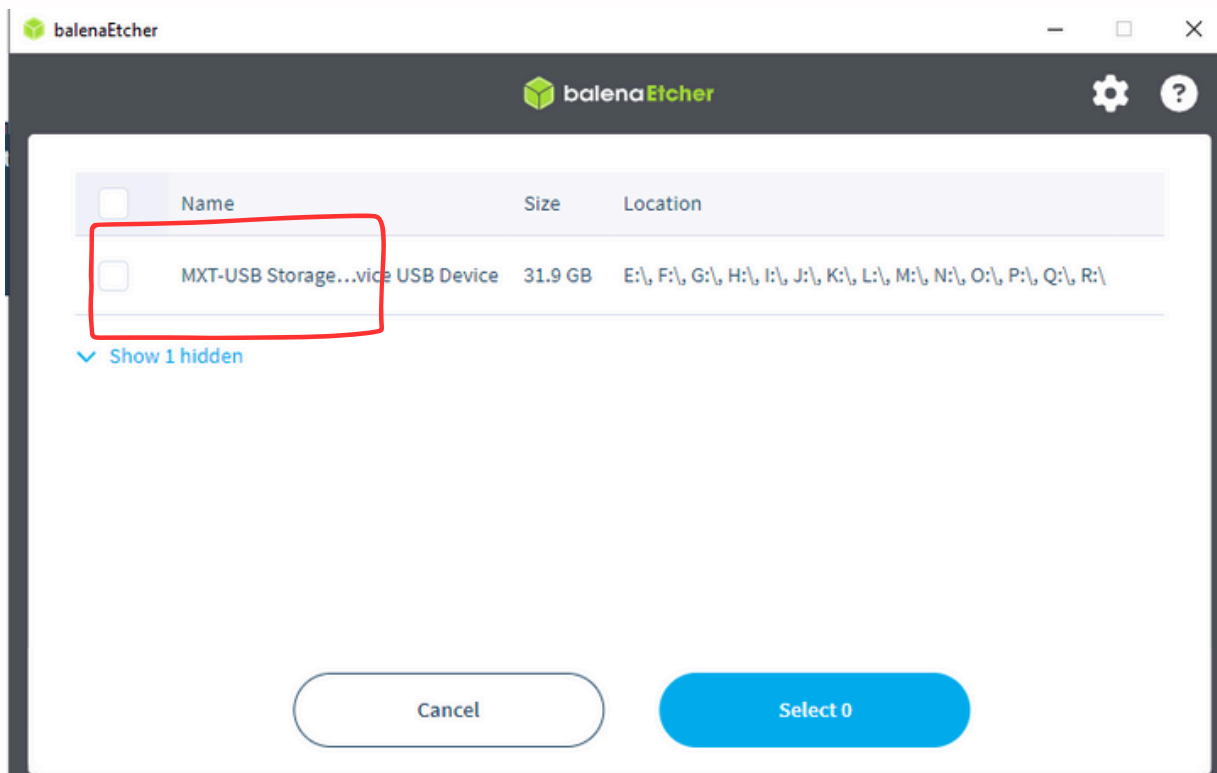 balenaEtcher
balenaEtcher
?
Name Size Location
MXT-USB Storage...vice USB Device 31.9 GB E:\, F:\, G:\, H:\, I:\, J:\, K:\, L:\, M:\, N:\, O:\, P:\, Q:\, R:\
Show 1 hidden
Cancel Select 0